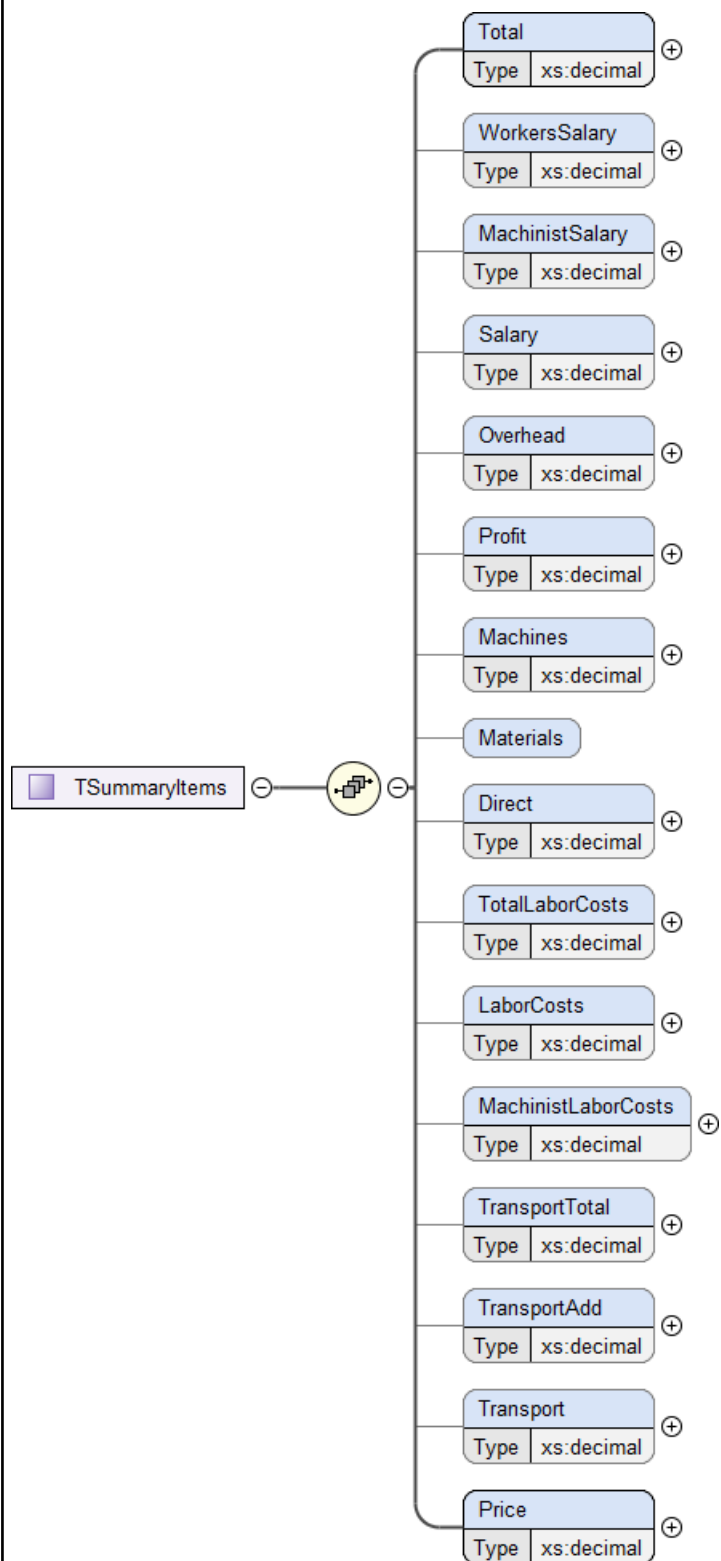 Total
Type xs:decimal
WorkersSalary
Type xs:decimal
MachinistSalary
Type xs:decimal
Salary
Type xs:decimal
Overhead
Type xs:decimal
Profit
Type xs:decimal
Machines
Type xs:decimal
Materials
TSummaryItems
Direct
Type xs:decimal
TotalLaborCosts
Type xs:decimal
LaborCosts
Type xs:decimal
MachinistLaborCosts
Type xs:decimal
TransportTotal
Type xs:decimal
TransportAdd
Type xs:decimal
Transport
Type xs:decimal
Price
Type xs:decimal